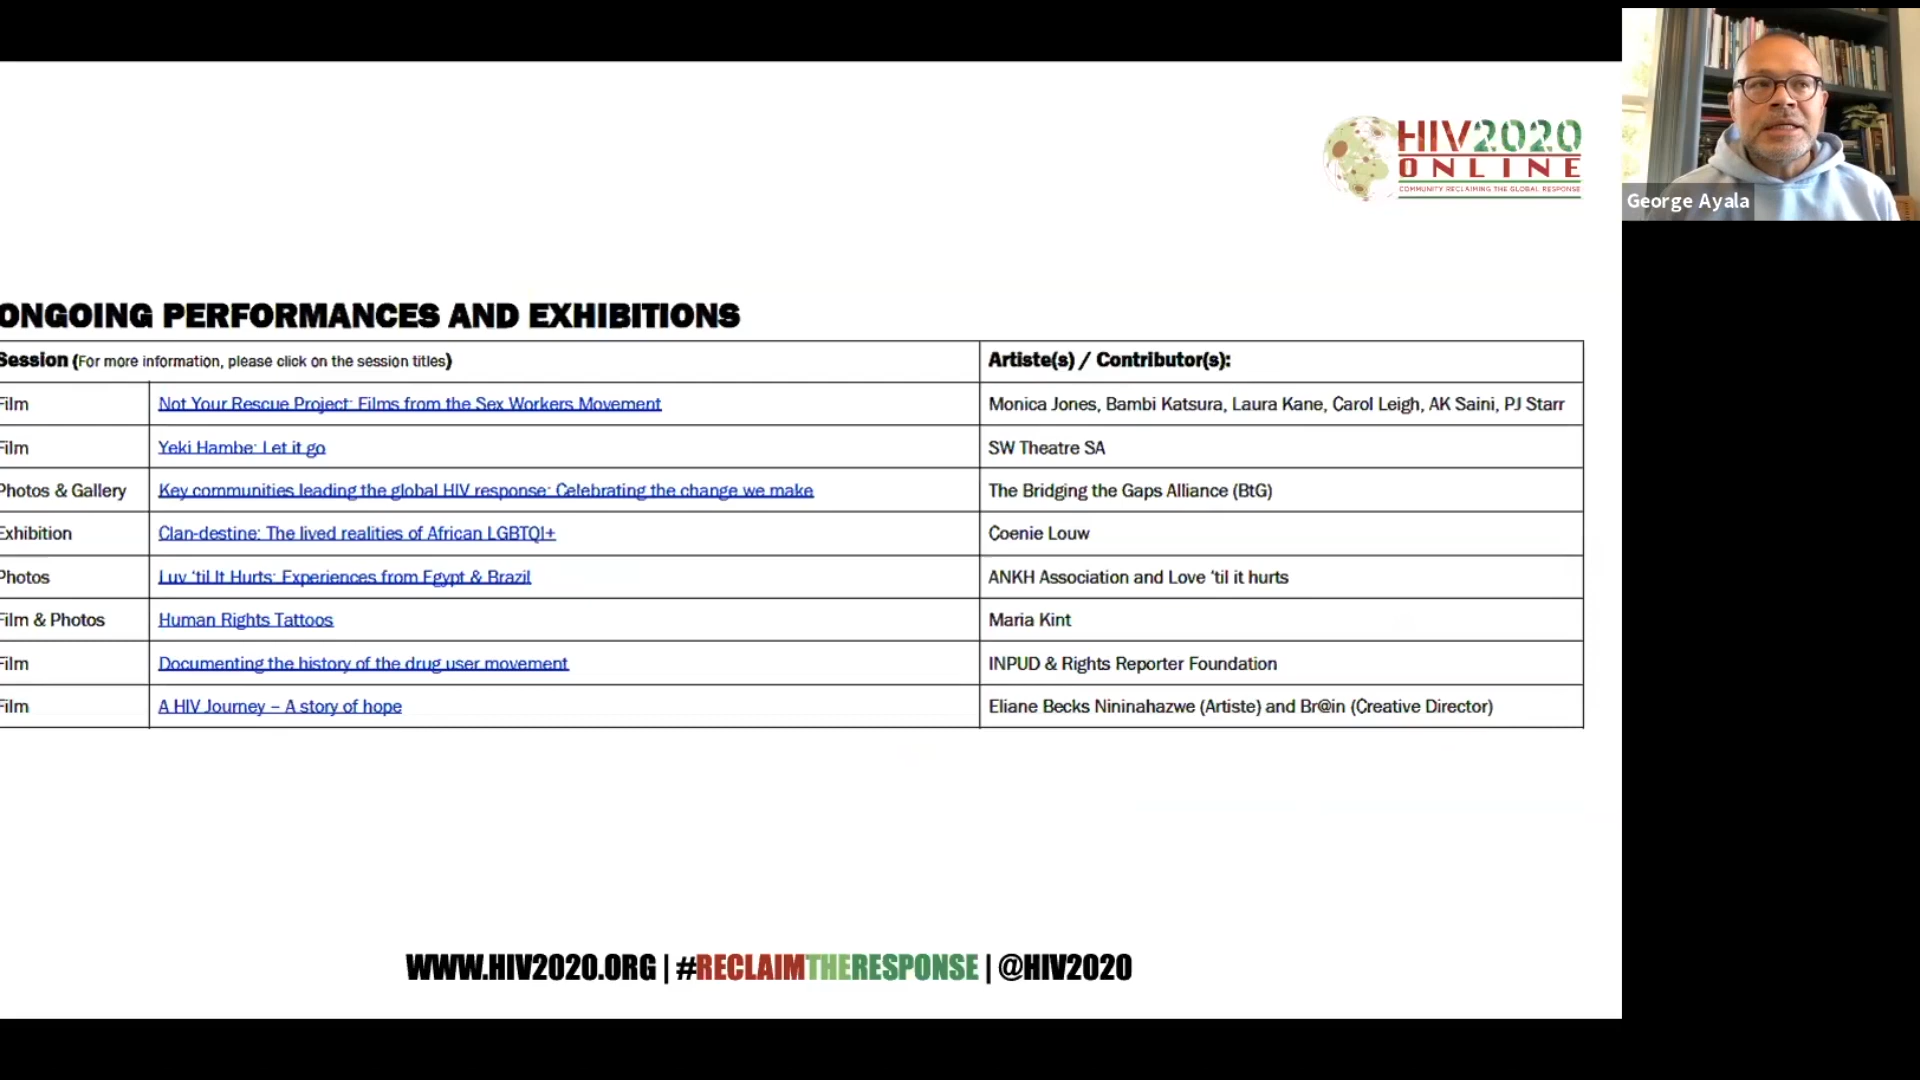 HIV2020
ONLINE
COMMUNITY RECLAIMING THE GLOBAL RESPONSE
George Ayala
ONGOING PERFORMANCES AND EXHIBITIONS
Session (For more information, please click on the session titles) Artiste(s) / Contributor(s):
Film Not Your Rescue Project: Films from the Sex Workers Movement Monica Jones, Bambi Katsura, Laura Kane, Carol Leigh, AK Saini, PJ Starr
Film Yeki Hambe: Let it go SW Theatre SA
Photos & Gallery Key communities leading the global HIV response: Celebrating the change we make The Bridging the Gaps Alliance (BtG)
Exhibition Clan-destine: The lived realities of African LGBTQI+ Coenie Louw
Photos Luv ‘til It Hurts: Experiences from Egypt & Brazil ANKH Association and Love ‘til it hurts
Film & Photos Human Rights Tattoos Maria Kint
Film Documenting the history of the drug user movement INPUD & Rights Reporter Foundation
Film A HIV Journey – A story of hope Eliane Becks Nininahazwe (Artiste) and Br@in (Creative Director)
WWW.HIV2020.ORG | #RECLAIMTHERESPONSE | @HIV2020